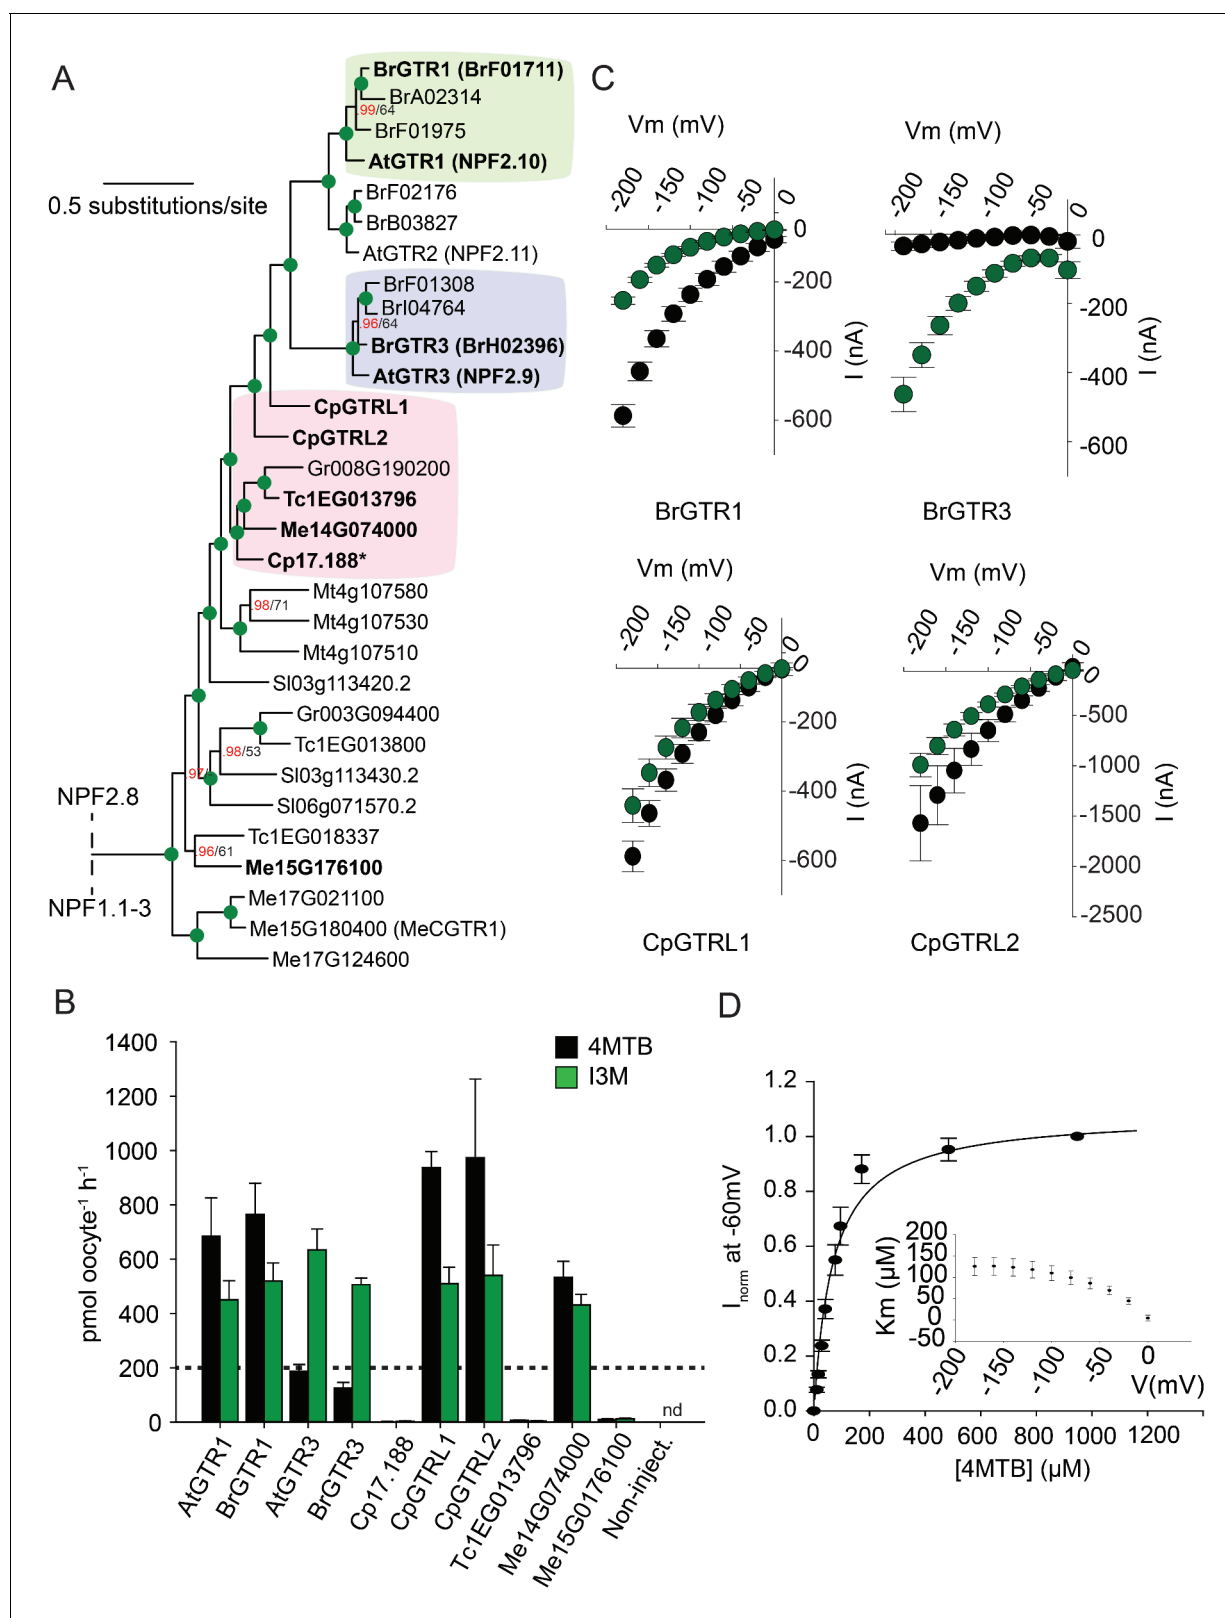 A
BrGTR1 (BrF01711)
BrA02314
.99/64
BrF01975
AtGTR1 (NPF2.10)
0.5 substitutions/site
BrF02176
BrB03827
AtGTR2 (NPF2.11)
BrF01308
BrI04764
.96/64
BrGTR3 (BrH02396)
AtGTR3 (NPF2.9)
CpGTRL1
CpGTRL2
Gr008G190200
Tc1EG013796
Me14G074000
Cp17.188*
Mt4g107580
.98/71
Mt4g107530
Mt4g107510
Sl03g113420.2
Gr003G094400
Tc1EG013800
.98/53
Sl03g113430.2
Sl06g071570.2
NPF2.8
Tc1EG018337
.96/61
Me15G176100
NPF1.1-3
Me17G021100
Me15G180400 (MeCGTR1)
Me17G124600
C
Vm (mV)
-200
-150
-100
-50
0
0
-200
-400
-600
I (nA)
BrGTR1
Vm (mV)
-200
-150
-100
-50
0
0
-200
-400
-600
I (nA)
BrGTR3
Vm (mV)
-200
-150
-100
-50
0
0
-200
-400
-600
I (nA)
CpGTRL1
Vm (mV)
-200
-150
-100
-50
0
0
-500
-1000
-1500
-2000
-2500
I (nA)
CpGTRL2
B
4MTB
I3M
1400
1200
1000
800
600
400
200
0
pmol oocyte-1 h-1
nd
AtGTR1
BrGTR1
AtGTR3
BrGTR3
Cp17.188
CpGTRL1
CpGTRL2
Tc1EG013796
Me14G074000
Me15G0176100
Non-inject.
D
1.2
1.0
0.8
0.6
0.4
0.2
0.0
Inorm at -60mV
0
200
400
600
800
1000
1200
[4MTB] (µM)
200
150
100
50
0
-50
Km (µM)
-200
-150
-100
-50
0
V(mV)